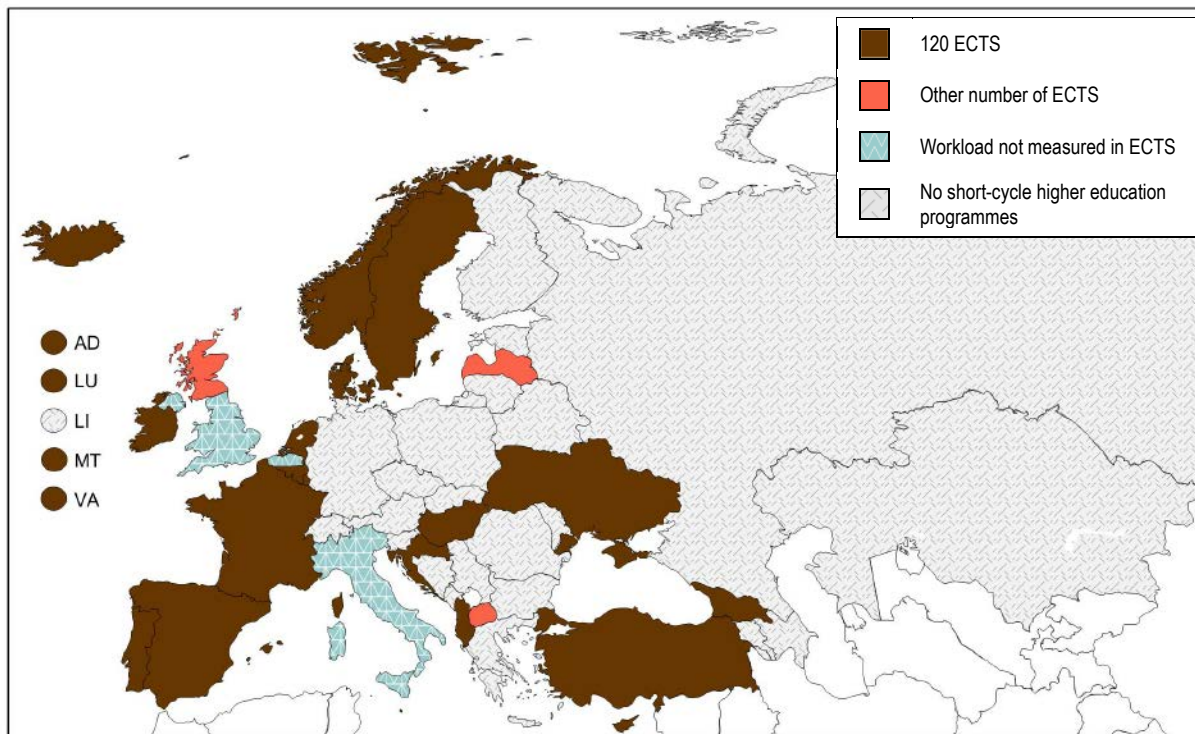 120 ECTS
Other number of ECTS
Workload not measured in ECTS
No short-cycle higher education
programmes
AD
LU
LI
MT
VA